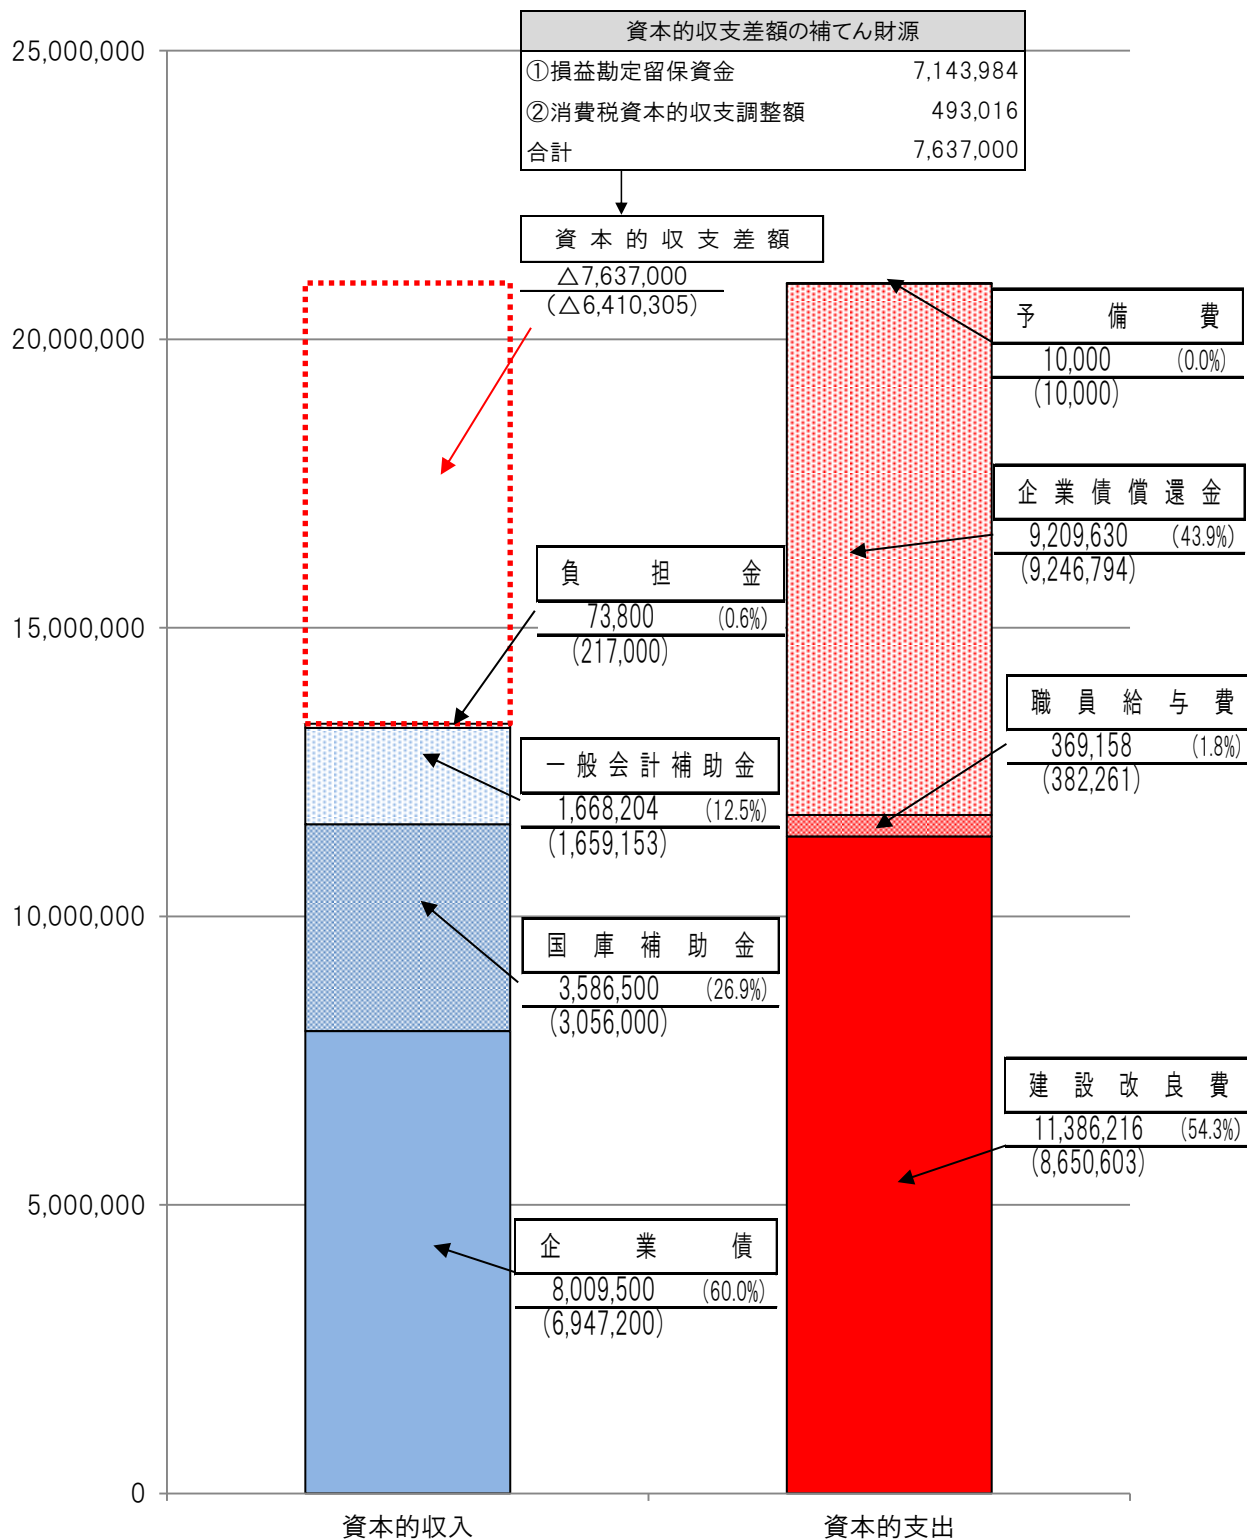 資本的収支差額の補てん財源
①損益勘定留保資金 7,143,984
②消費税資本的収支調整額 493,016
合計 7,637,000
資本的収支差額
△7,637,000
(△6,410,305)
25,000,000
20,000,000
15,000,000
10,000,000
5,000,000
0
負担金
73,800 (0.6%)
(217,000)
一般会計補助金
1,668,204 (12.5%)
(1,659,153)
国庫補助金
3,586,500 (26.9%)
(3,056,000)
企業債
8,009,500 (60.0%)
(6,947,200)
予備費
10,000 (0.0%)
(10,000)
企業債償還金
9,209,630 (43.9%)
(9,246,794)
職員給与費
369,158 (1.8%)
(382,261)
建設改良費
11,386,216 (54.3%)
(8,650,603)
資本的収入
資本的支出